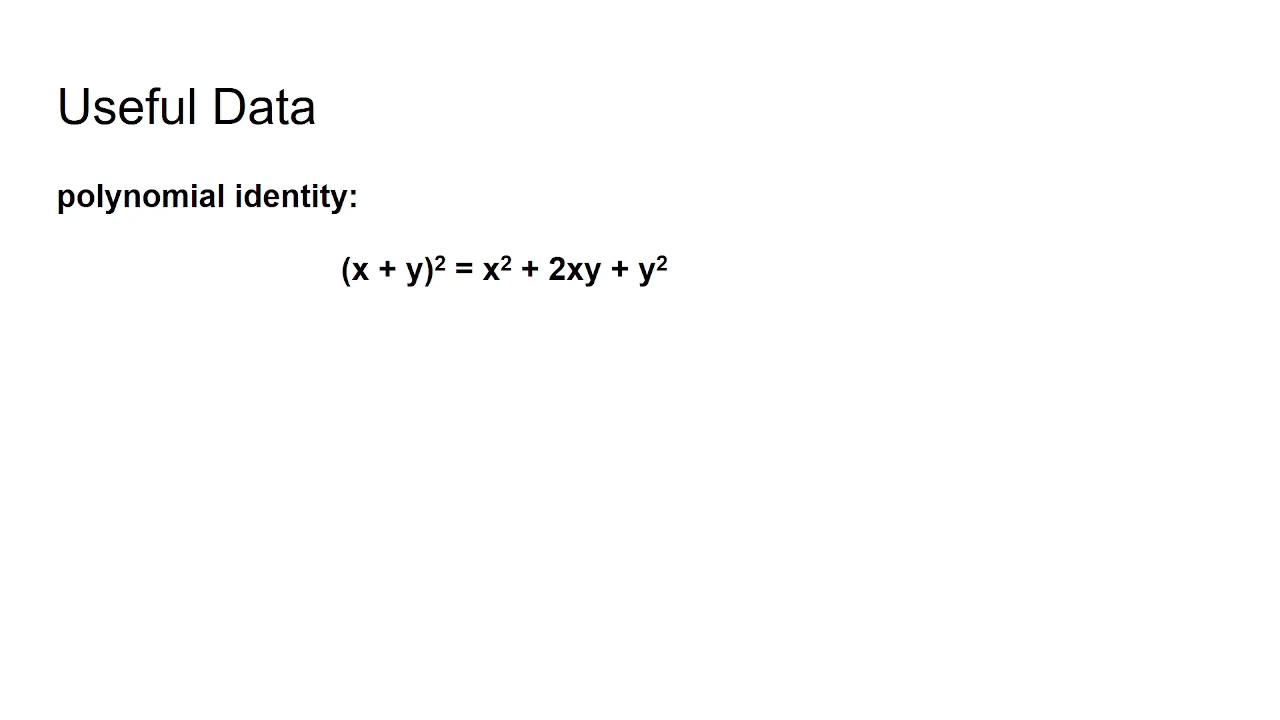 Useful Data
polynomial identity:
(x + y)² = x² + 2xy + y²